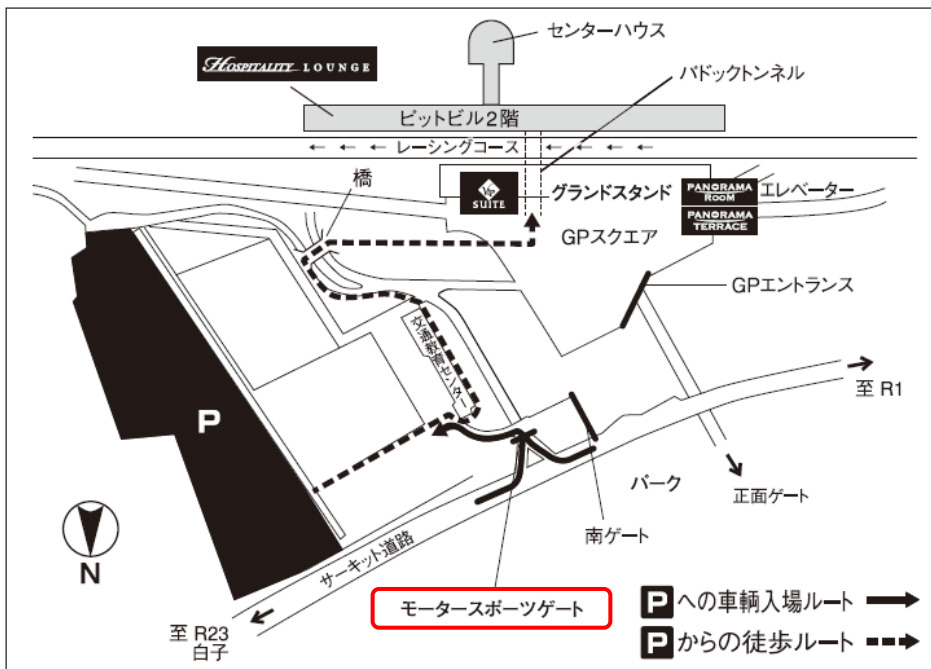 センターハウス
HOSPITALITY LOUNGE
パドックトンネル
ピットビル2階
← ← ← レーシングコース ← ← ← ← ←
橋
VIP
SUITE
グランドスタンド
PANORAMA
ROOM
エレベーター
PANORAMA
TERRACE
GPスクエア
GPエントランス
交通教育センター
至 R1
P
パーク
正面ゲート
南ゲート
N
サーキット道路
モータースポーツゲート
至 R23
白子
Pへの車輌入場ルート
Pからの徒歩ルート